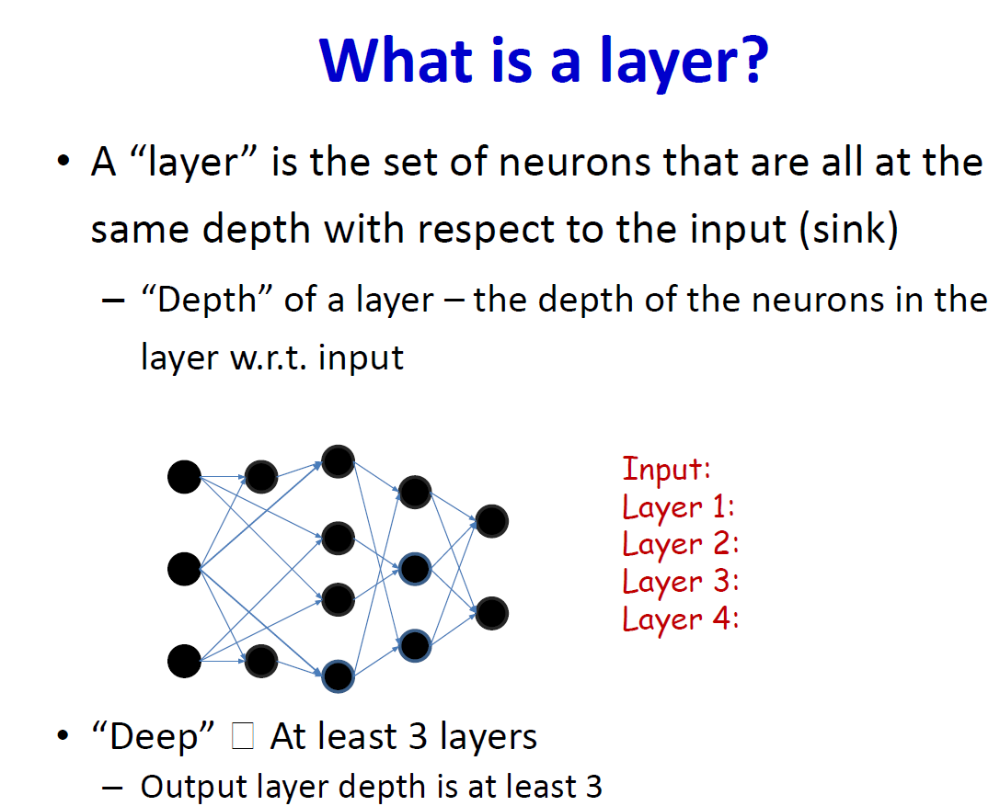 What is a layer?
• A “layer” is the set of neurons that are all at the
same depth with respect to the input (sink)
– “Depth” of a layer – the depth of the neurons in the
layer w.r.t. input
Input:
Layer 1:
Layer 2:
Layer 3:
Layer 4:
• “Deep” □ At least 3 layers
– Output layer depth is at least 3